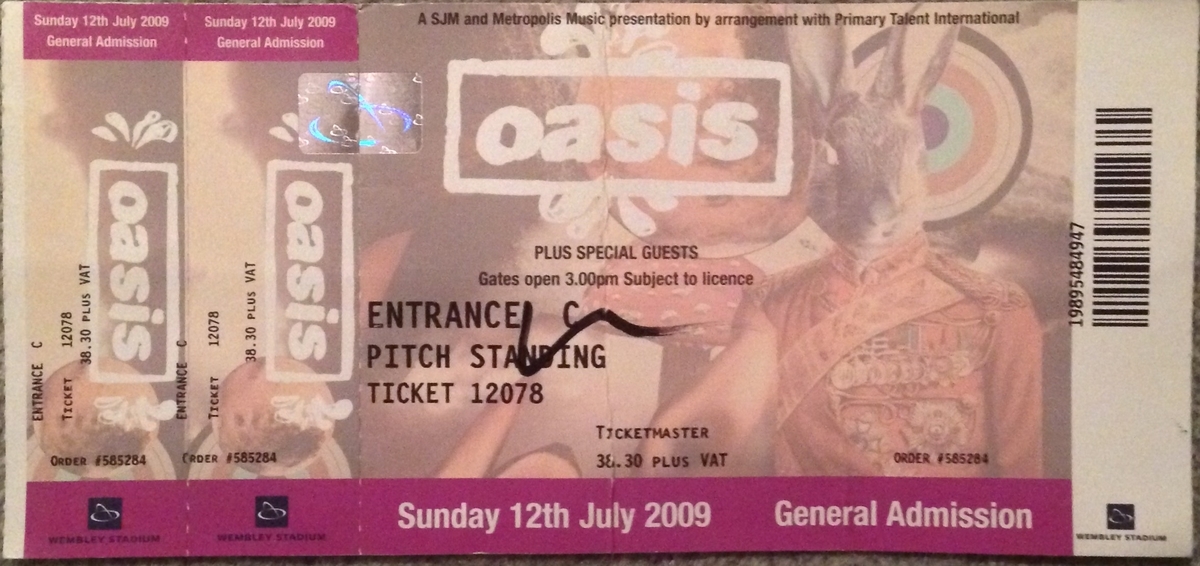 Sunday 12th July 2009
General Admission
oasis
ENTRANCE C
TICKET 12078
38.30 PLUS VAT
ORDER #585284
WEMBLEY STADIUM
Sunday 12th July 2009
General Admission
oasis
ENTRANCE C
TICKET 12078
38.30 PLUS VAT
ORDER #585284
WEMBLEY STADIUM
A SJM and Metropolis Music presentation by arrangement with Primary Talent International
oasis
PLUS SPECIAL GUESTS
Gates open 3.00pm Subject to licence
ENTRANCE C
PITCH STANDING
TICKET 12078
TICKETMASTER
38.30 PLUS VAT
ORDER #585284
Sunday 12th July 2009 General Admission
19895484947
WEMBLEY STADIUM